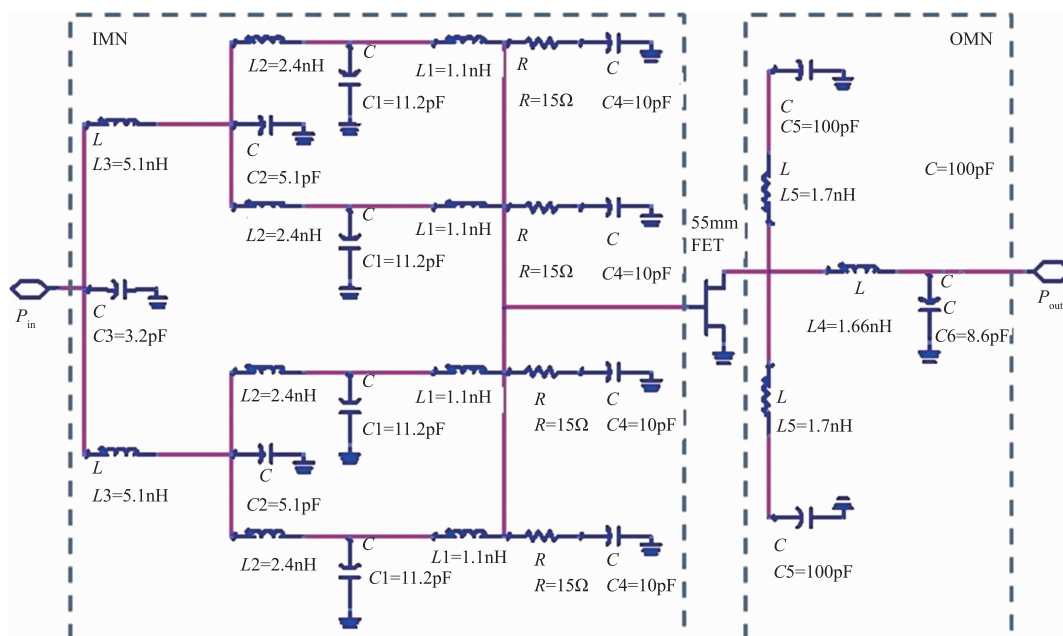 IMN
OMN
L2=2.4nH
C
C1=11.2pF
L1=1.1nH
R
R=15Ω
C
C4=10pF
L
L3=5.1nH
C
C2=5.1pF
C
C5=100pF
L
L5=1.7nH
C=100pF
L2=2.4nH
C
C1=11.2pF
L1=1.1nH
R
R=15Ω
C
C4=10pF
55mm
FET
Pin
C
C3=3.2pF
L
L4=1.66nH
C
C
C6=8.6pF
Pout
L2=2.4nH
C
C1=11.2pF
L1=1.1nH
R
R=15Ω
C
C4=10pF
L
L5=1.7nH
L
L3=5.1nH
C
C2=5.1pF
L2=2.4nH
C
C1=11.2pF
L1=1.1nH
R
R=15Ω
C
C4=10pF
C
C5=100pF